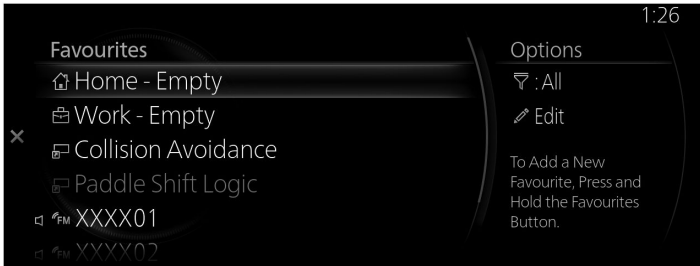 1:26
Favourites
Home - Empty
Work - Empty
Collision Avoidance
Paddle Shift Logic
FM XXXX01
FM XXXX02
Options
: All
Edit
To Add a New
Favourite, Press and
Hold the Favourites
Button.